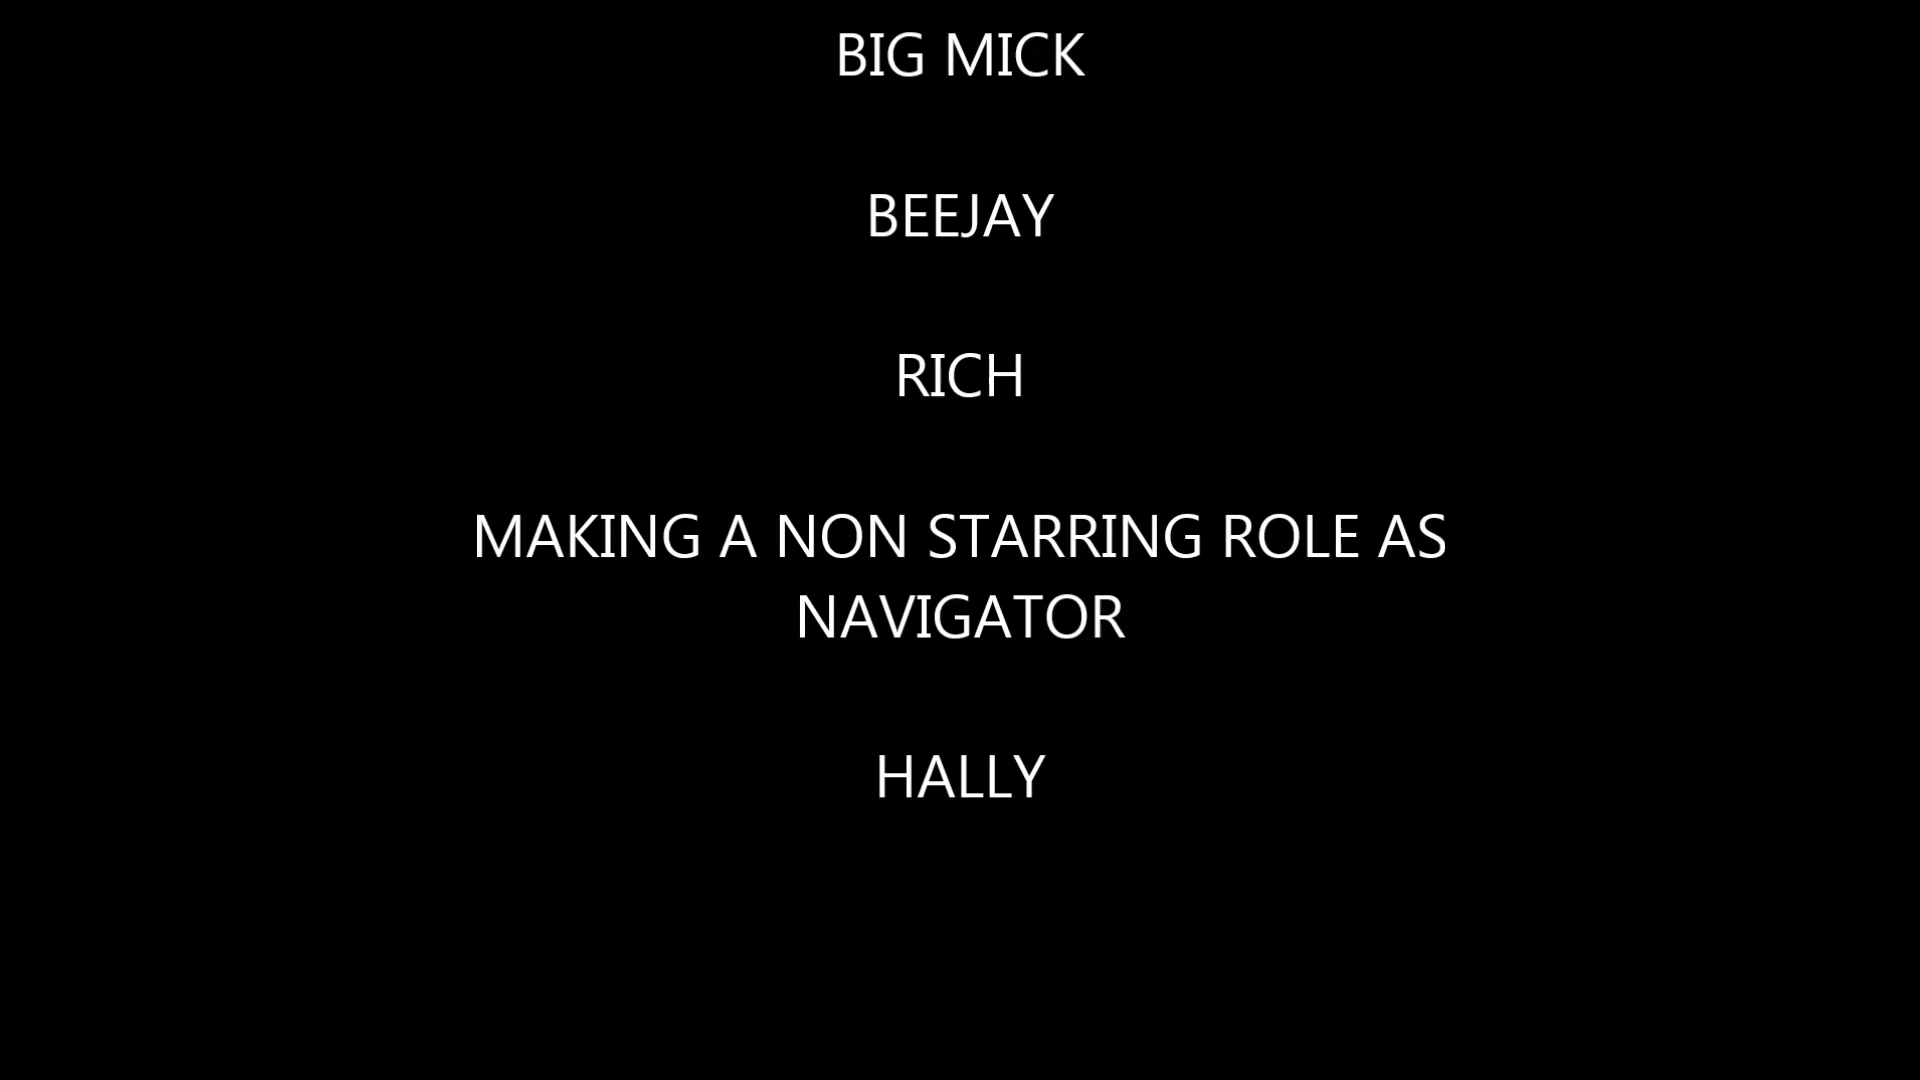 BIG MICK
BEEJAY
RICH
MAKING A NON STARRING ROLE AS
NAVIGATOR
HALLY